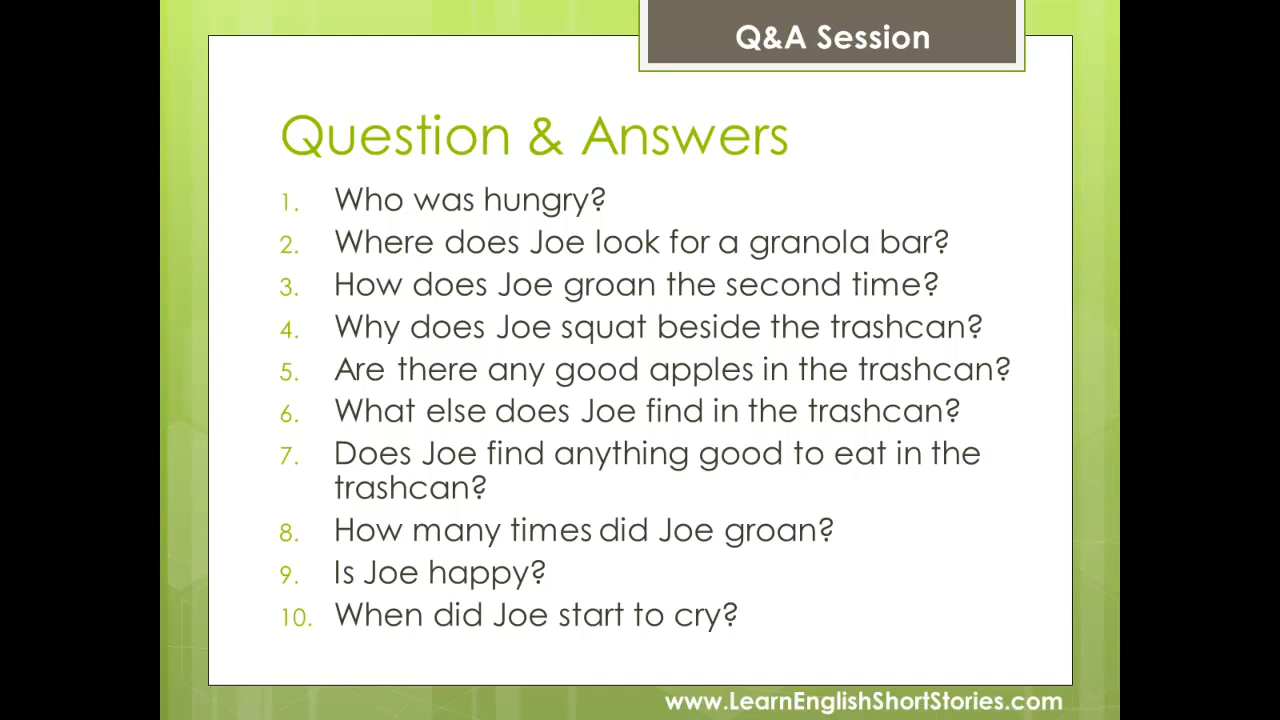 Q&A Session
Question & Answers
1. Who was hungry?
2. Where does Joe look for a granola bar?
3. How does Joe groan the second time?
4. Why does Joe squat beside the trashcan?
5. Are there any good apples in the trashcan?
6. What else does Joe find in the trashcan?
7. Does Joe find anything good to eat in the
trashcan?
8. How many times did Joe groan?
9. Is Joe happy?
10. When did Joe start to cry?
www.LearnEnglishShortStories.com